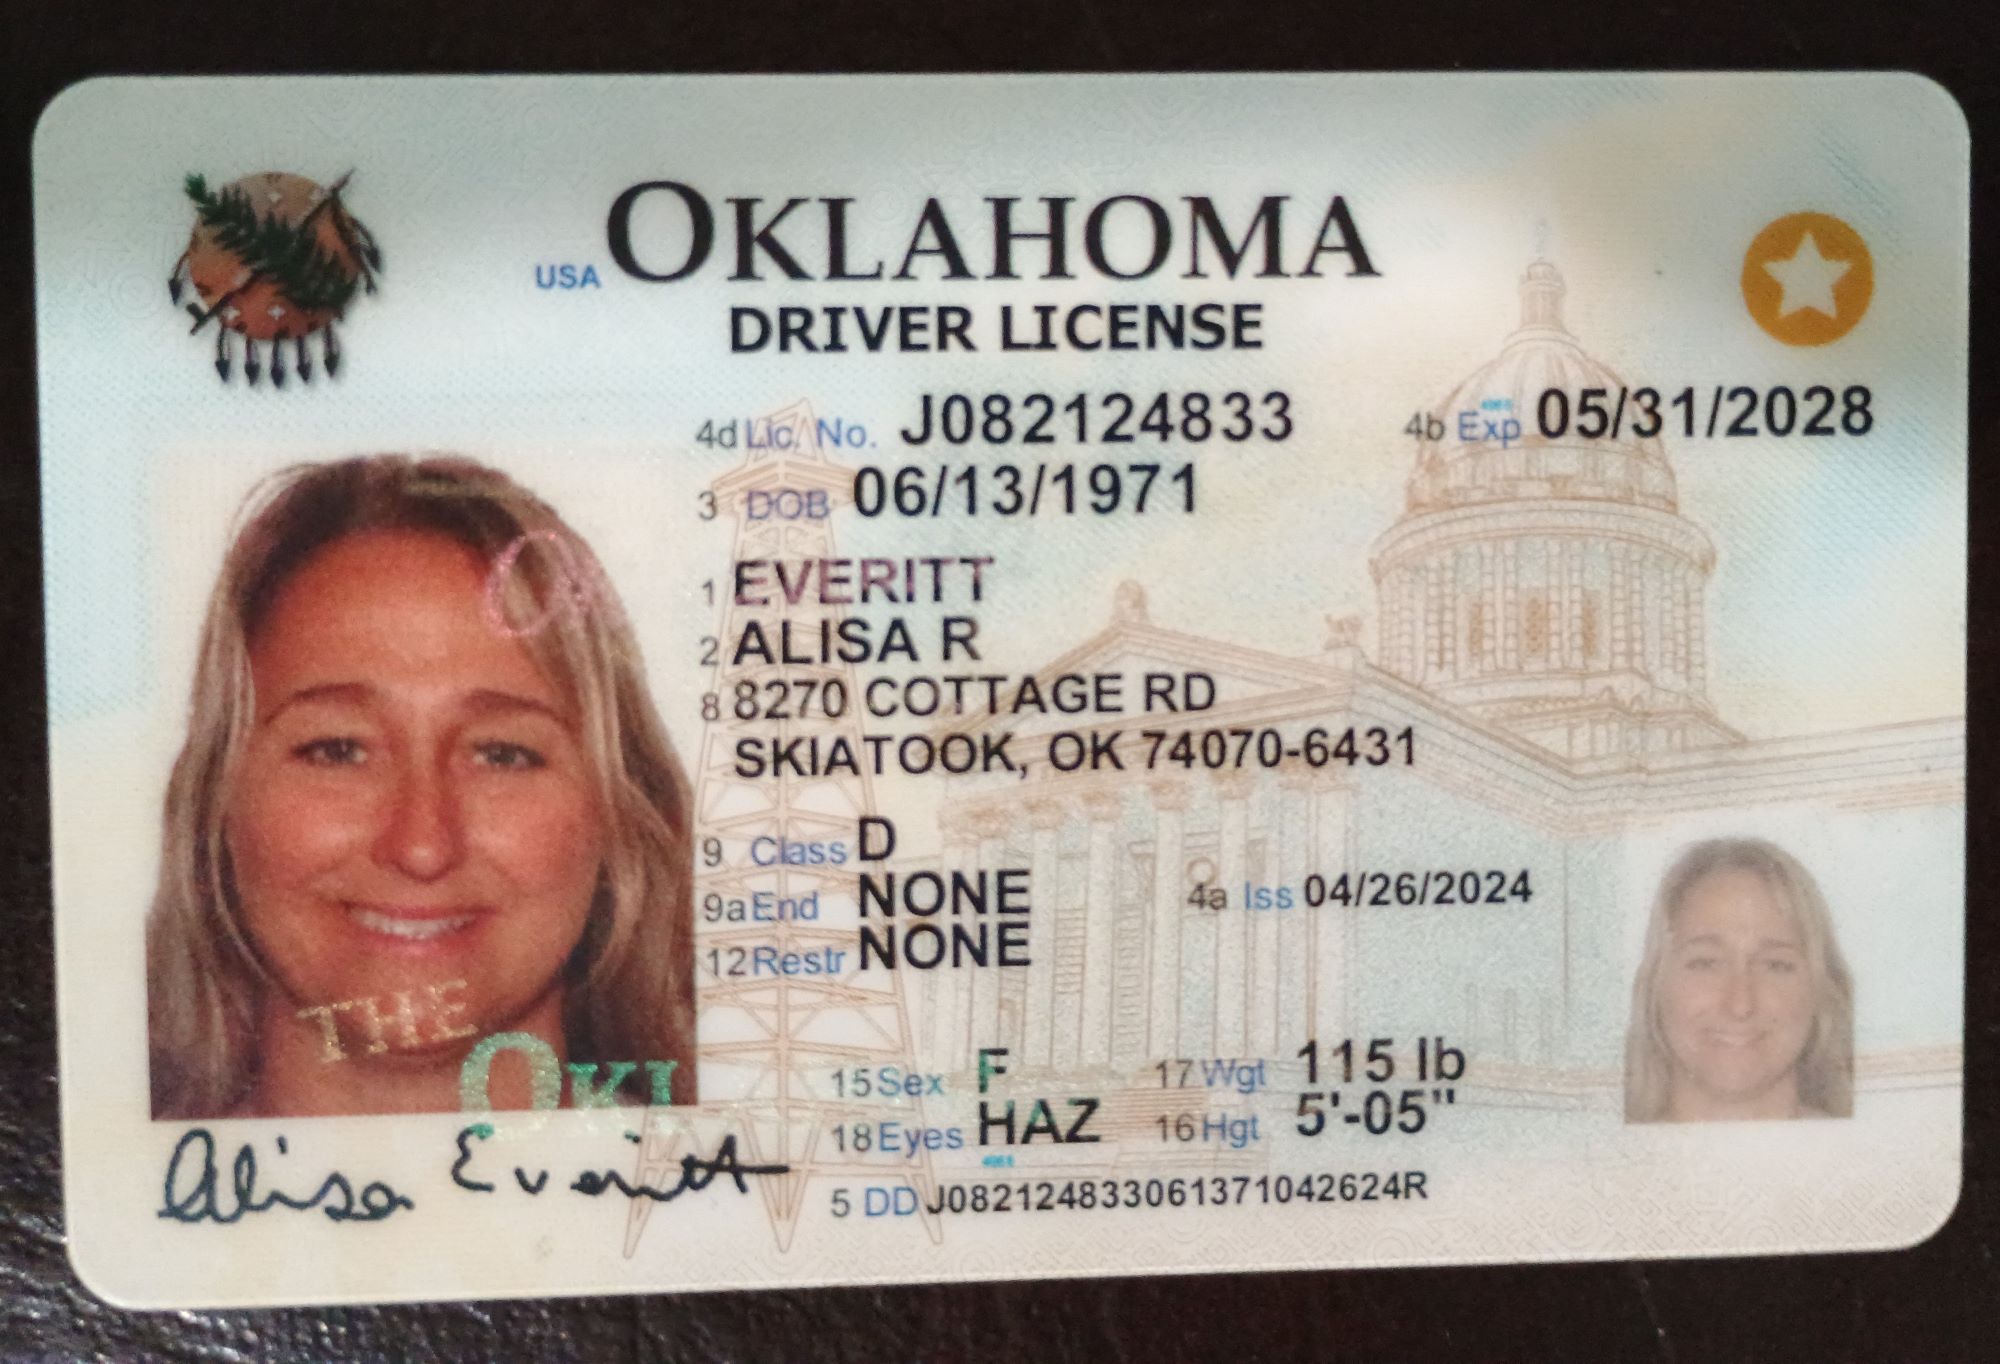 USA OKLAHOMA
DRIVER LICENSE
4d Lic. No. J082124833 4b Exp 05/31/2028
3 DOB 06/13/1971
1 EVERITT
2 ALISA R
8 8270 COTTAGE RD
SKIATOOK, OK 74070-6431
9 Class D
9a End NONE 4a Iss 04/26/2024
12 Restr NONE
THE
OKL
15 Sex F 17 Wgt 115 lb
18 Eyes HAZ 16 Hgt 5'-05"
Alisa Everitt
5 DD J082124833061371042624R